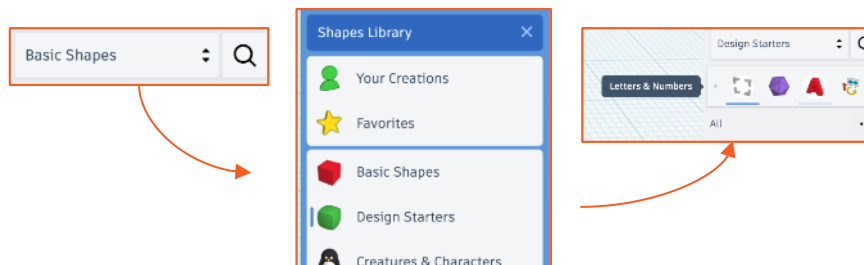 Basic Shapes
Shapes Library
Your Creations
Favorites
Basic Shapes
Design Starters
Creatures & Characters
Design Starters
Letters & Numbers
All